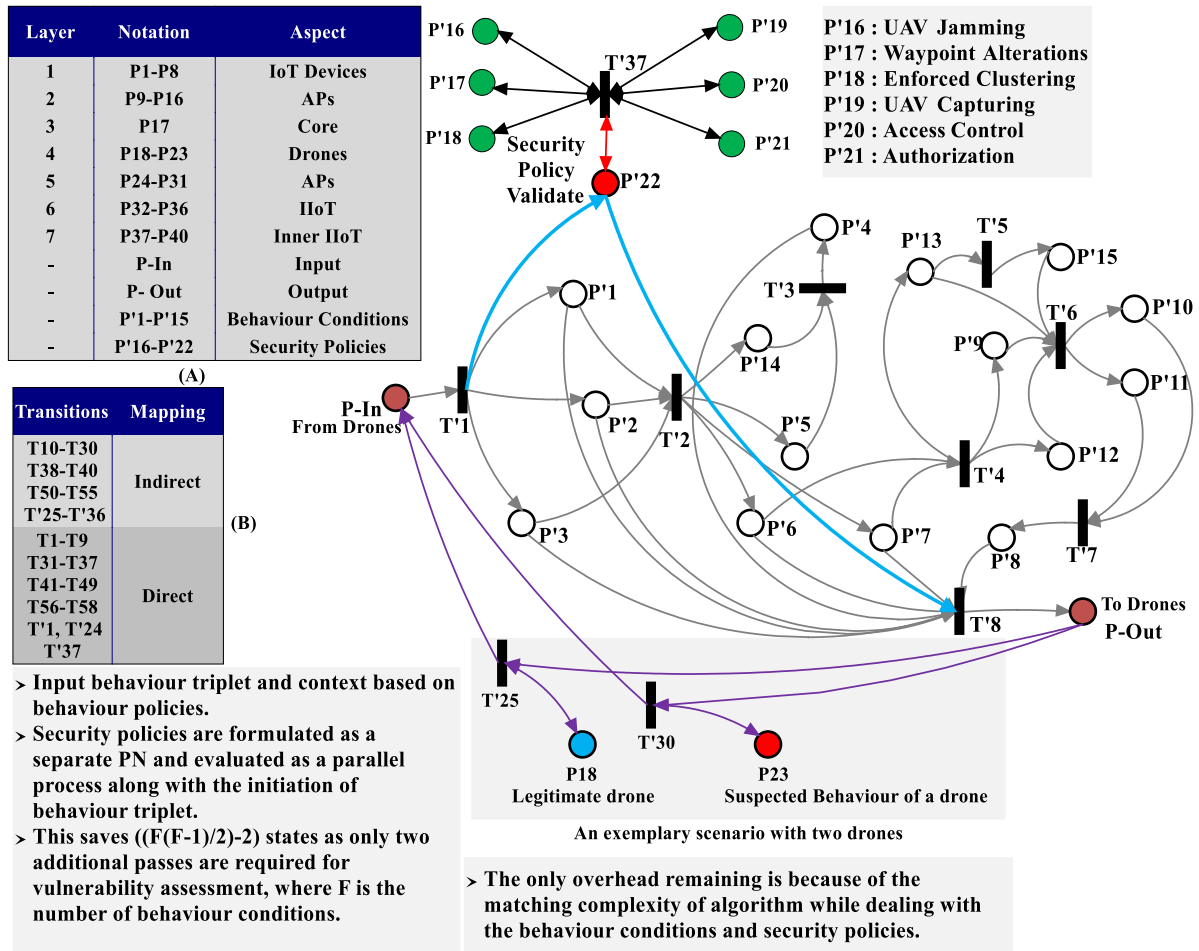 Layer Notation Aspect
1 P1-P8 IoT Devices
2 P9-P16 APs
3 P17 Core
4 P18-P23 Drones
5 P24-P31 APs
6 P32-P36 IIoT
7 P37-P40 Inner IIoT
- P-In Input
- P- Out Output
- P'1-P'15 Behaviour Conditions
- P'16-P'22 Security Policies
(A)
Transitions Mapping
T10-T30
T38-T40
T50-T55
T'25-T'36
Indirect
T1-T9
T31-T37
T41-T49
T56-T58
T'1, T'24
T'37
Direct
(B)
P'16
P'17
P'18
T'37
P'19
P'20
P'21
Security
Policy
Validate
P'22
P'16 : UAV Jamming
P'17 : Waypoint Alterations
P'18 : Enforced Clustering
P'19 : UAV Capturing
P'20 : Access Control
P'21 : Authorization
P'4
P'13
T'5
P'15
T'3
P'1
T'6
P'10
P'14
P'9
P'11
P-In
From Drones
T'1
P'2
T'2
P'5
P'12
T'4
P'3
P'6
P'7
P'8
T'7
To Drones
P-Out
T'8
T'25
T'30
P18
Legitimate drone
P23
Suspected Behaviour of a drone
An exemplary scenario with two drones
➢ Input behaviour triplet and context based on
behaviour policies.
➢ Security policies are formulated as a
separate PN and evaluated as a parallel
process along with the initiation of
behaviour triplet.
➢ This saves ((F(F-1)/2)-2) states as only two
additional passes are required for
vulnerability assessment, where F is the
number of behaviour conditions.
➢ The only overhead remaining is because of the
matching complexity of algorithm while dealing with
the behaviour conditions and security policies.